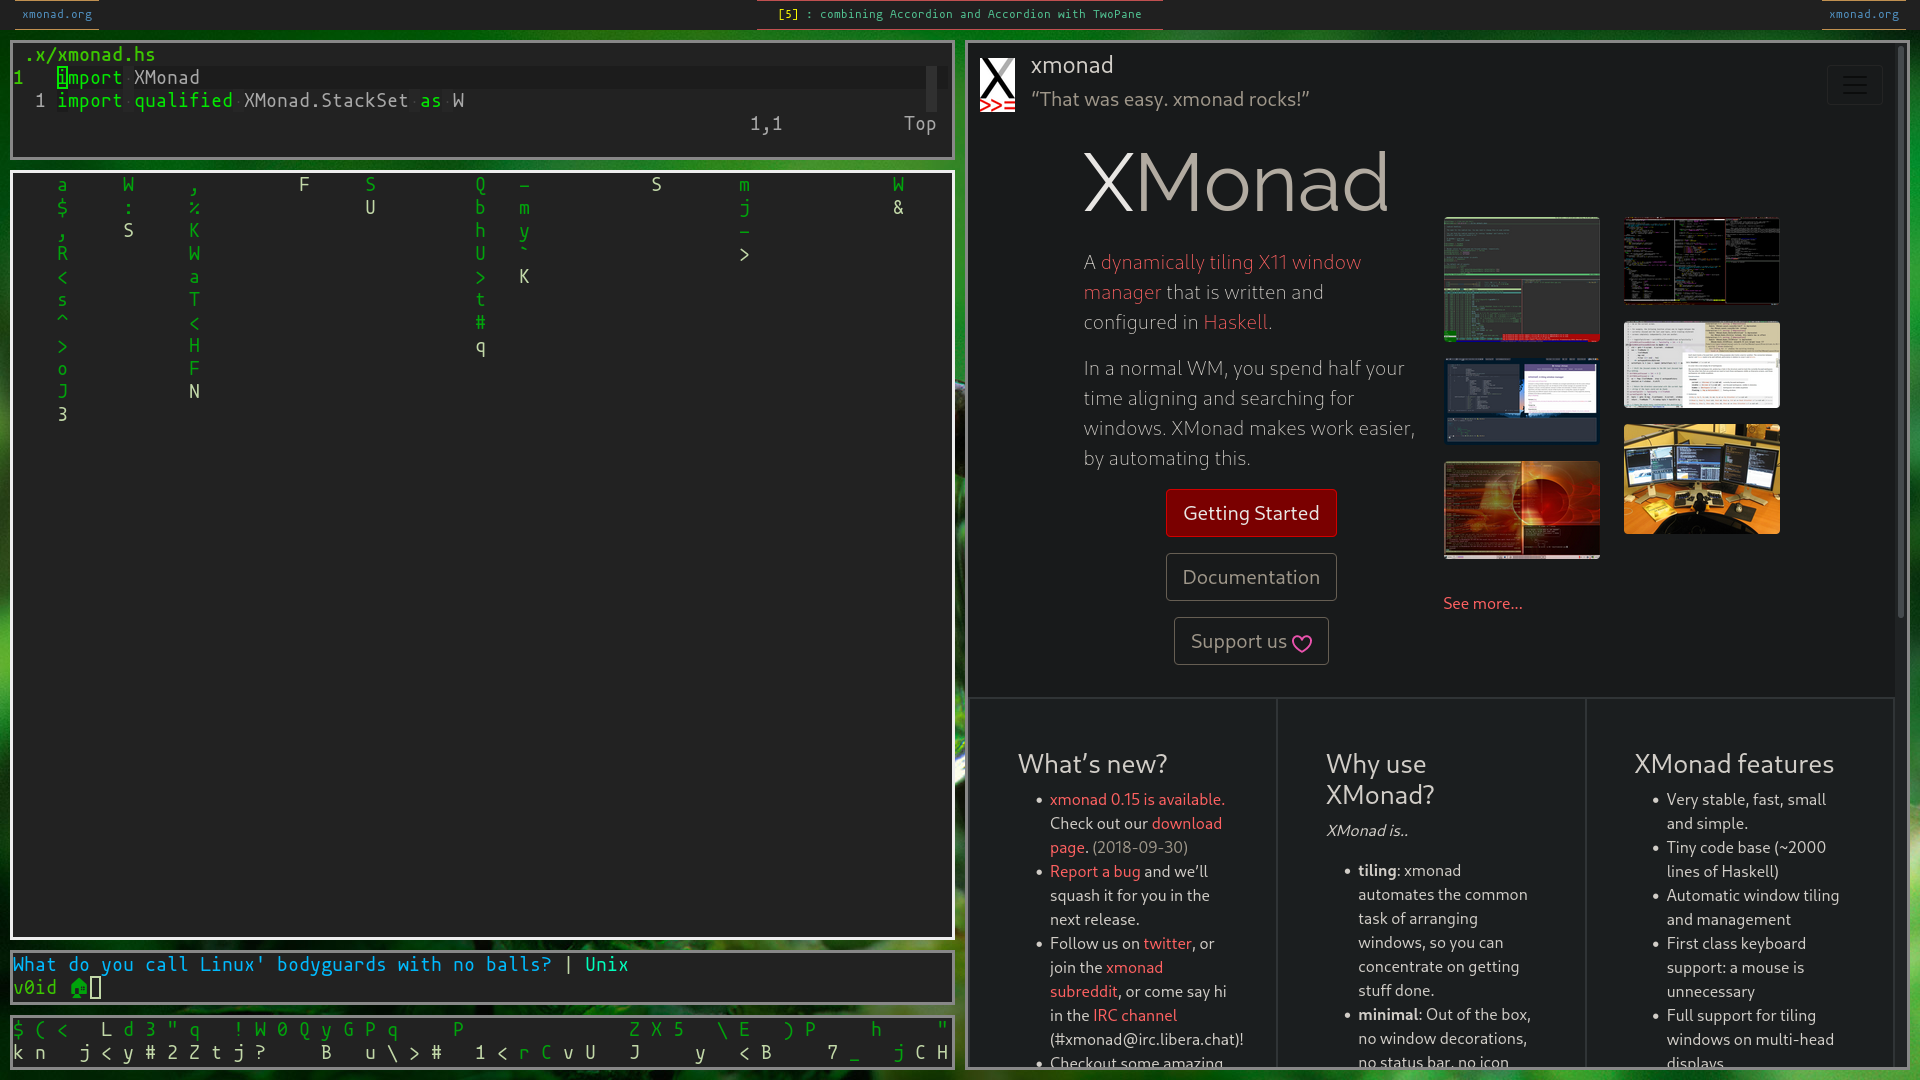 xmonad.org
[5] : combining Accordion and Accordion with TwoPane
xmonad.org
.x/xmonad.hs
1 import XMonad
1 import qualified XMonad.StackSet as W
1,1 Top
a W , F S Q - S m W
$ : % U b m j &
, S K h y -
R W U ` >
< a > K
s T t
^ < #
> H q
o F
J N
3
What do you call Linux' bodyguards with no balls? | Unix
v0id
$ ( < L d 3 " q ! W 0 Q y G P q P Z X 5 \ E ) P h "
k n j < y # 2 Z t j ? B u \ > # 1 < r C v U J y < B 7 _ j C H
xmonad
“That was easy. xmonad rocks!”
XMonad
A dynamically tiling X11 window
manager that is written and
configured in Haskell.
In a normal WM, you spend half your
time aligning and searching for
windows. XMonad makes work easier,
by automating this.
Getting Started
Documentation
Support us
See more...
What’s new?
• xmonad 0.15 is available.
Check out our download
page. (2018-09-30)
• Report a bug and we’ll
squash it for you in the
next release.
• Follow us on twitter, or
join the xmonad
subreddit, or come say hi
in the IRC channel
(#xmonad@irc.libera.chat)!
• Checkout some amazing
Why use
XMonad?
XMonad is..
• tiling: xmonad
automates the common
task of arranging
windows, so you can
concentrate on getting
stuff done.
• minimal: Out of the box,
no window decorations,
no status bar, no icon
XMonad features
• Very stable, fast, small
and simple.
• Tiny code base (~2000
lines of Haskell)
• Automatic window tiling
and management
• First class keyboard
support: a mouse is
unnecessary
• Full support for tiling
windows on multi-head
displays